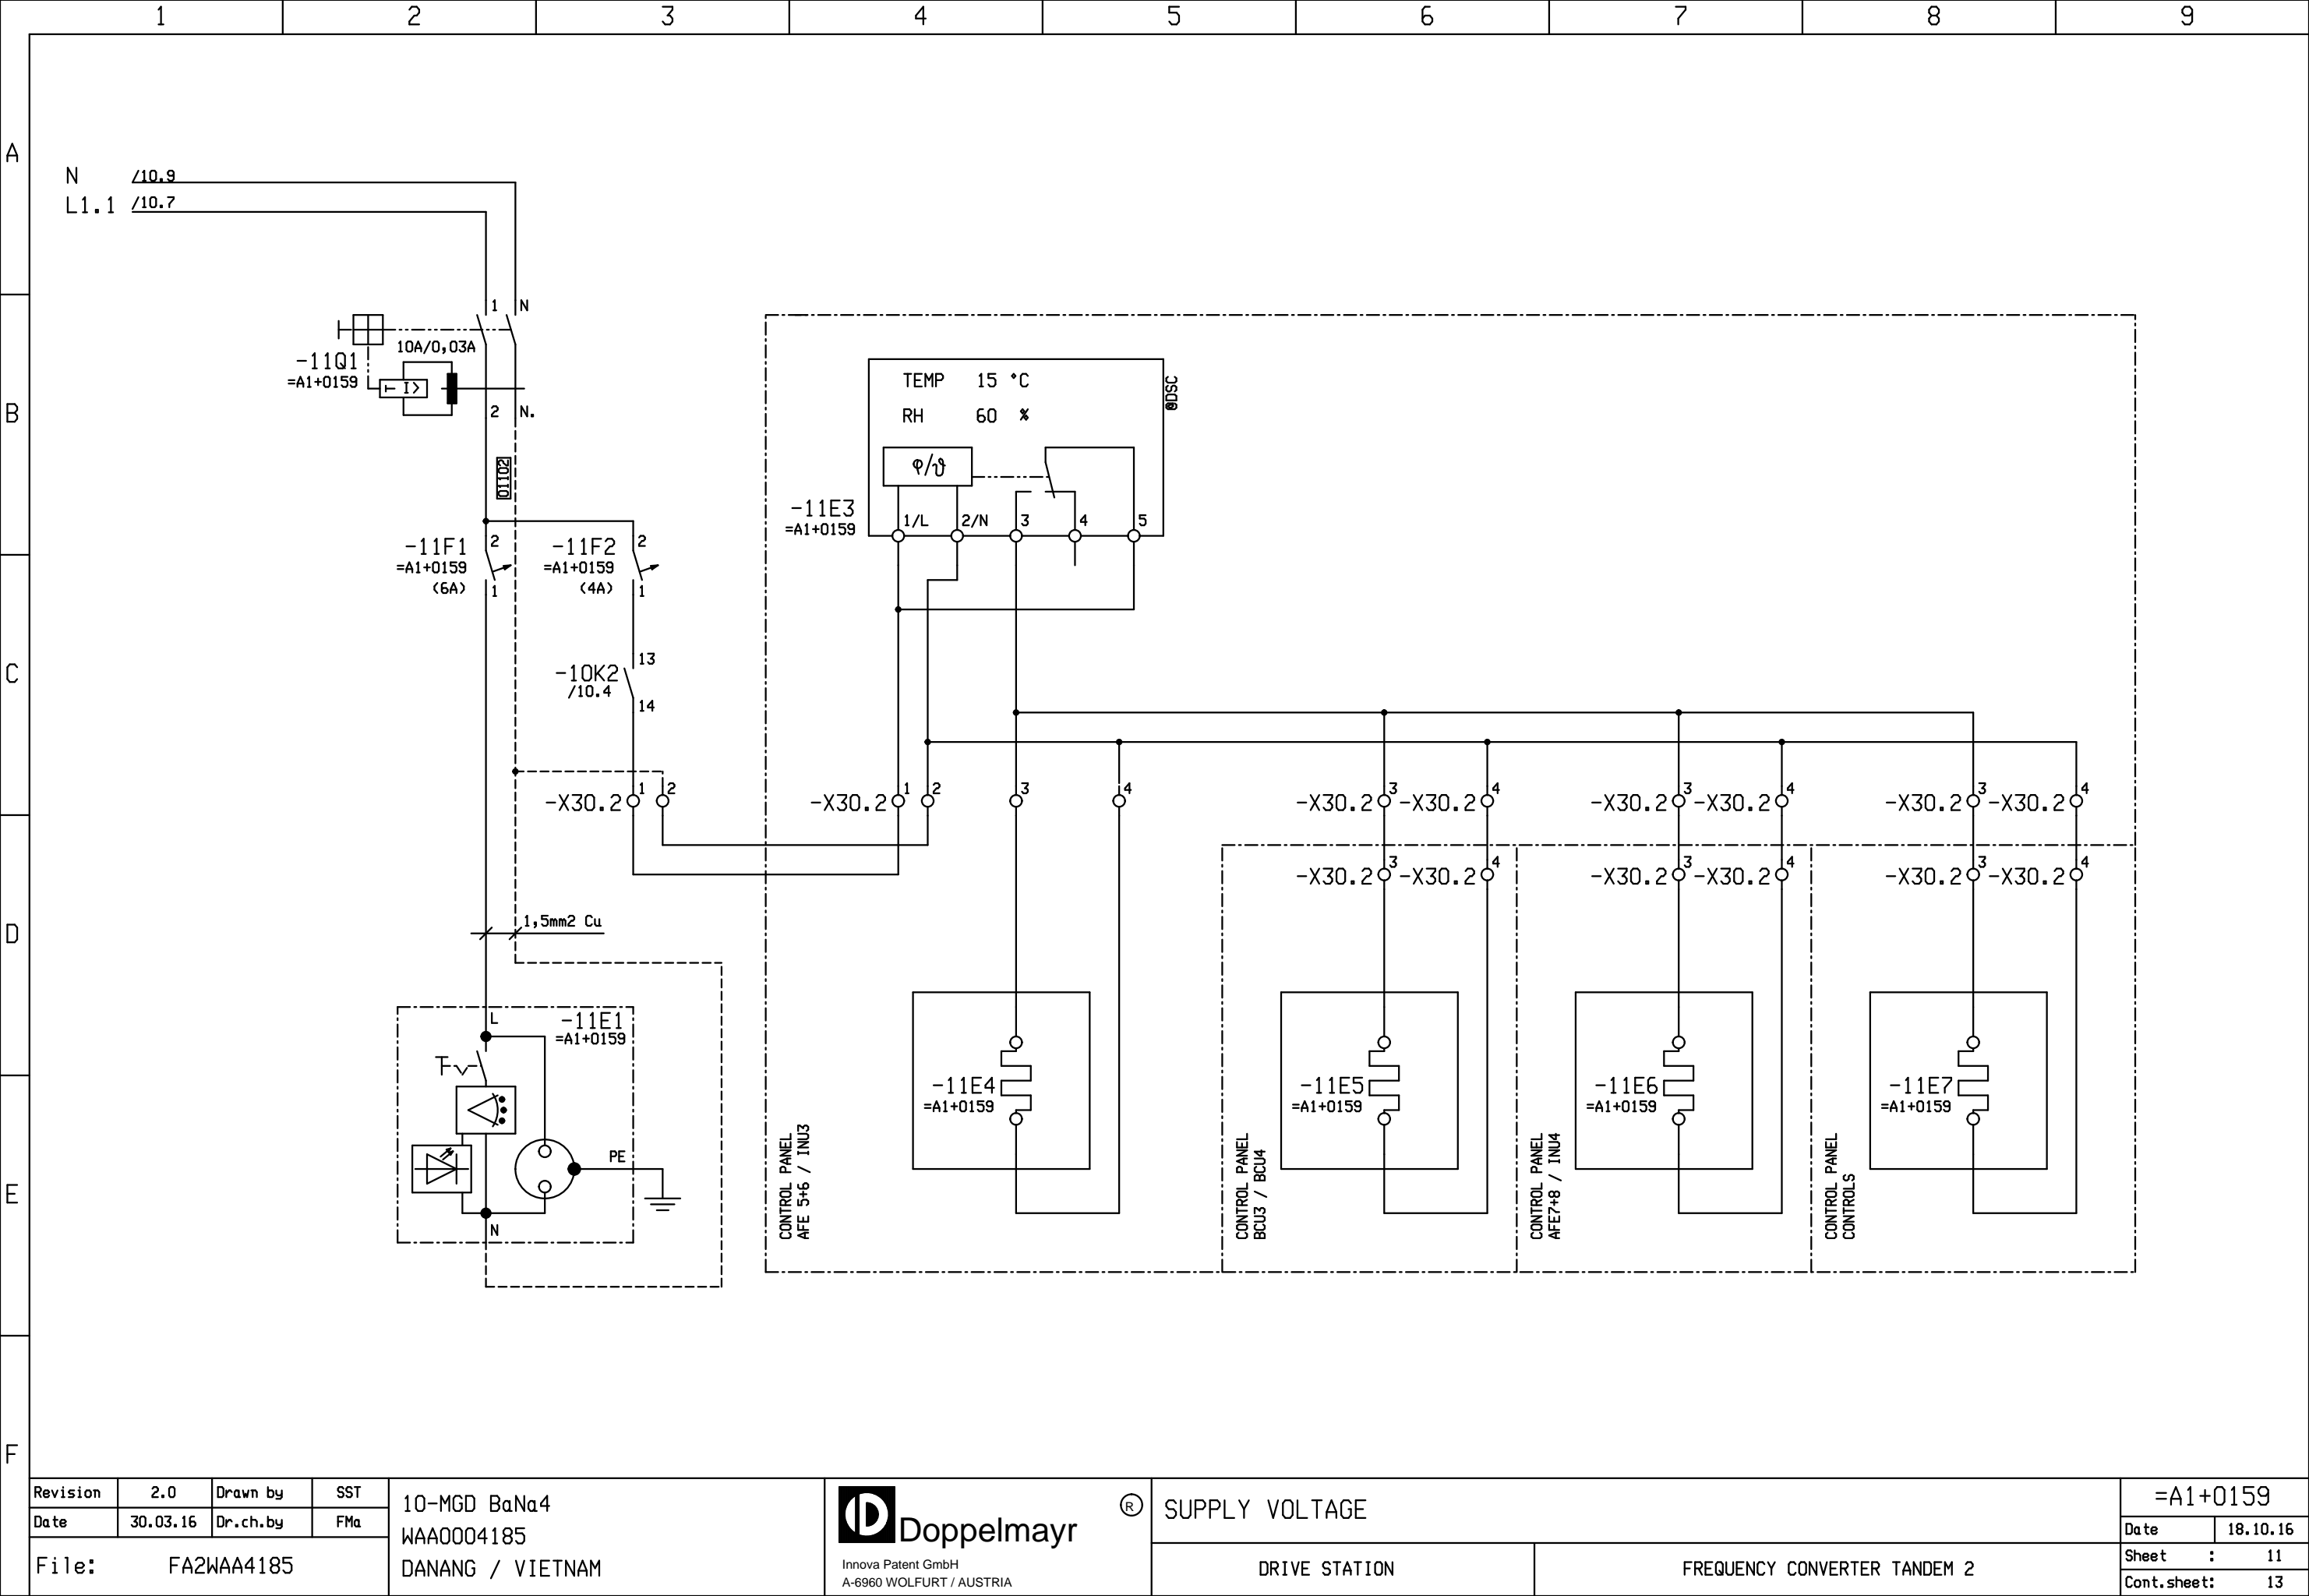 1 2 3 4 5 6 7 8 9
A
N /10.9
L1.1 /10.7
B
1 N
10A/0,03A
-11Q1
=A1+0159
I>
2 N.
01102
TEMP 15 °C
RH 60 %
@DSC
φ/ϑ
-11E3
=A1+0159
1/L 2/N 3 4 5
-11F1
=A1+0159
(6A)
2
1
-11F2
=A1+0159
(4A)
2
1
C
-10K2
/10.4
13
14
-X30.2 1 2
-X30.2 1 2 3 4
-X30.2 3 -X30.2 4
-X30.2 3 -X30.2 4
-X30.2 3 -X30.2 4
-X30.2 3 -X30.2 4
-X30.2 3 -X30.2 4
-X30.2 3 -X30.2 4
D
1,5mm2 Cu
L
-11E1
=A1+0159
PE
N
E
-11E4
=A1+0159
-11E5
=A1+0159
-11E6
=A1+0159
-11E7
=A1+0159
CONTROL PANEL
AFE 5+6 / INU3
CONTROL PANEL
BCU3 / BCU4
CONTROL PANEL
AFE7+8 / INU4
CONTROL PANEL
CONTROLS
F
Revision 2.0 Drawn by SST
Date 30.03.16 Dr.ch.by FMa
File: FA2WAA4185
10-MGD BaNa4
WAA0004185
DANANG / VIETNAM
Doppelmayr
R
Innova Patent GmbH
A-6960 WOLFURT / AUSTRIA
SUPPLY VOLTAGE
DRIVE STATION
FREQUENCY CONVERTER TANDEM 2
=A1+0159
Date 18.10.16
Sheet : 11
Cont.sheet: 13